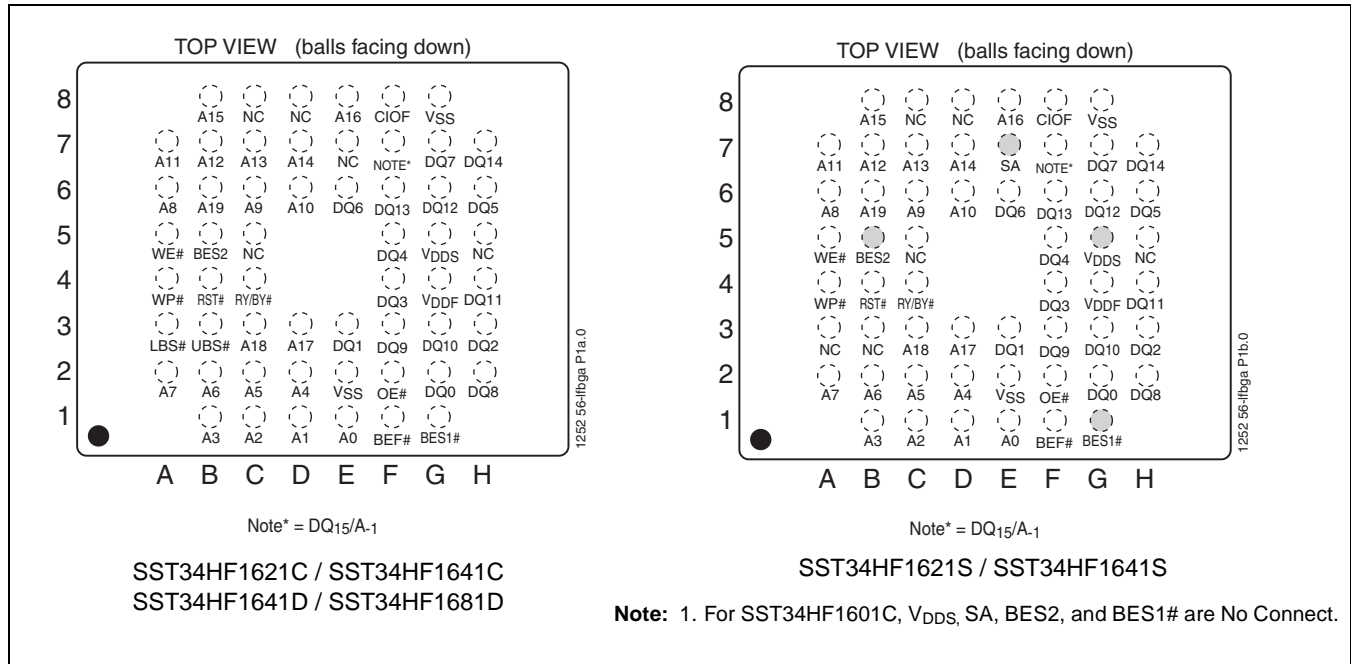 TOP VIEW (balls facing down)
8
A15 NC NC A16 CIOF VSS
7
A11 A12 A13 A14 NC NOTE* DQ7 DQ14
6
A8 A19 A9 A10 DQ6 DQ13 DQ12 DQ5
5
WE# BES2 NC DQ4 VDDS NC
4
WP# RST# RY/BY# DQ3 VDDF DQ11
3
LBS# UBS# A18 A17 DQ1 DQ9 DQ10 DQ2
2
A7 A6 A5 A4 VSS OE# DQ0 DQ8
1
A3 A2 A1 A0 BEF# BES1#
A B C D E F G H
1252 56-lfbga P1a.0
Note* = DQ15/A-1
SST34HF1621C / SST34HF1641C
SST34HF1641D / SST34HF1681D
TOP VIEW (balls facing down)
8
A15 NC NC A16 CIOF VSS
7
A11 A12 A13 A14 SA NOTE* DQ7 DQ14
6
A8 A19 A9 A10 DQ6 DQ13 DQ12 DQ5
5
WE# BES2 NC DQ4 VDDS NC
4
WP# RST# RY/BY# DQ3 VDDF DQ11
3
NC NC A18 A17 DQ1 DQ9 DQ10 DQ2
2
A7 A6 A5 A4 VSS OE# DQ0 DQ8
1
A3 A2 A1 A0 BEF# BES1#
A B C D E F G H
1252 56-lfbga P1b.0
Note* = DQ15/A-1
SST34HF1621S / SST34HF1641S
Note: 1. For SST34HF1601C, VDDS, SA, BES2, and BES1# are No Connect.